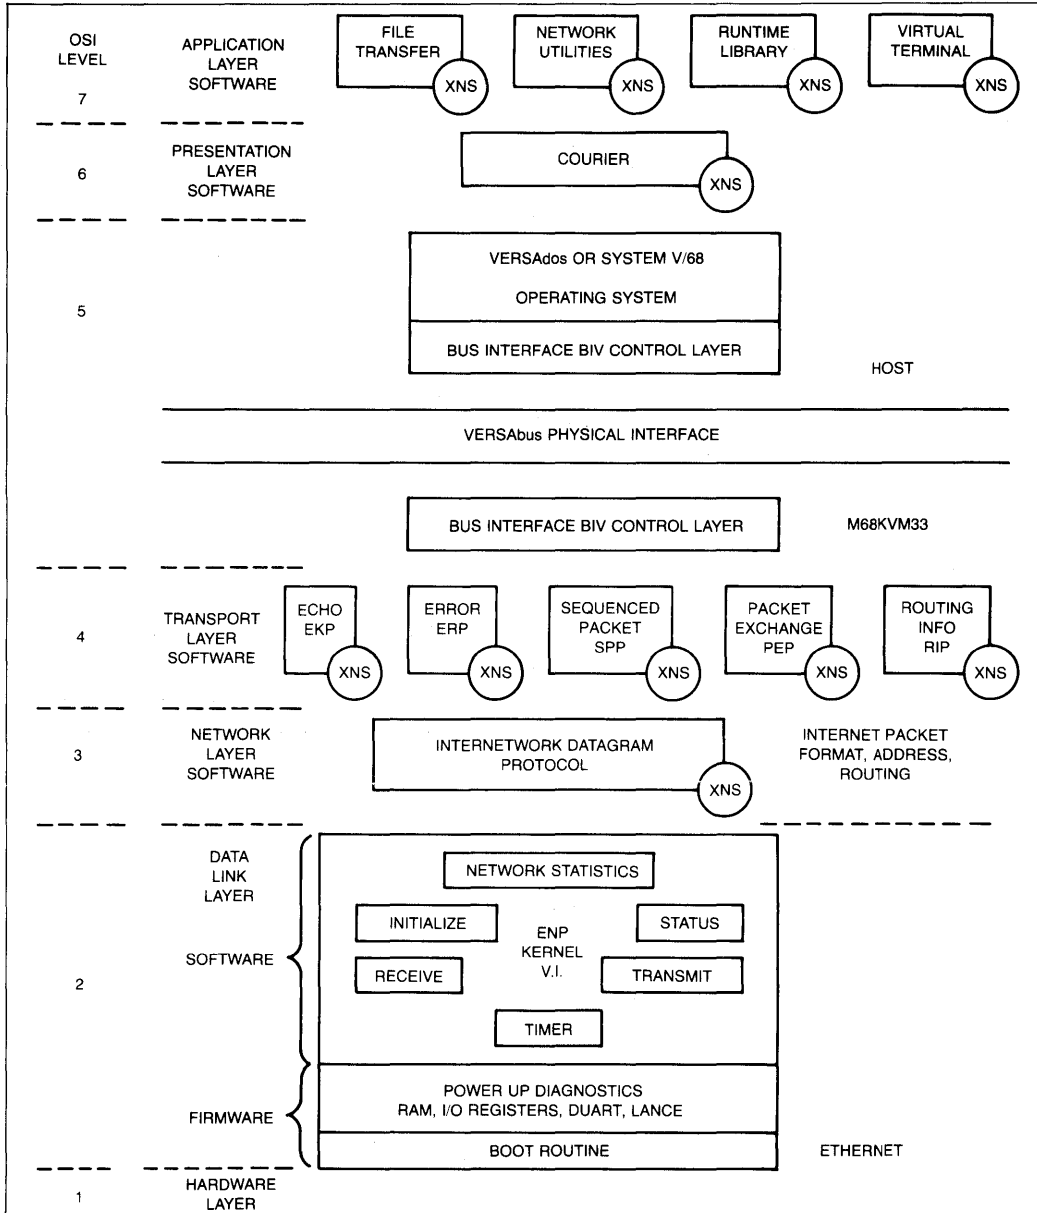 OSI
LEVEL
7
APPLICATION
LAYER
SOFTWARE
FILE
TRANSFER
XNS
NETWORK
UTILITIES
XNS
RUNTIME
LIBRARY
XNS
VIRTUAL
TERMINAL
XNS
6
PRESENTATION
LAYER
SOFTWARE
COURIER
XNS
5
VERSAdos OR SYSTEM V/68
OPERATING SYSTEM
BUS INTERFACE BIV CONTROL LAYER
HOST
VERSAbus PHYSICAL INTERFACE
BUS INTERFACE BIV CONTROL LAYER
M68KVM33
4
TRANSPORT
LAYER
SOFTWARE
ECHO
EKP
XNS
ERROR
ERP
XNS
SEQUENCED
PACKET
SPP
XNS
PACKET
EXCHANGE
PEP
XNS
ROUTING
INFO
RIP
XNS
3
NETWORK
LAYER
SOFTWARE
INTERNETWORK DATAGRAM
PROTOCOL
XNS
INTERNET PACKET
FORMAT, ADDRESS,
ROUTING
2
DATA
LINK
LAYER
SOFTWARE
NETWORK STATISTICS
INITIALIZE
ENP
KERNEL
V.I.
STATUS
RECEIVE
TRANSMIT
TIMER
FIRMWARE
POWER UP DIAGNOSTICS
RAM, I/O REGISTERS, DUART, LANCE
BOOT ROUTINE
ETHERNET
1
HARDWARE
LAYER